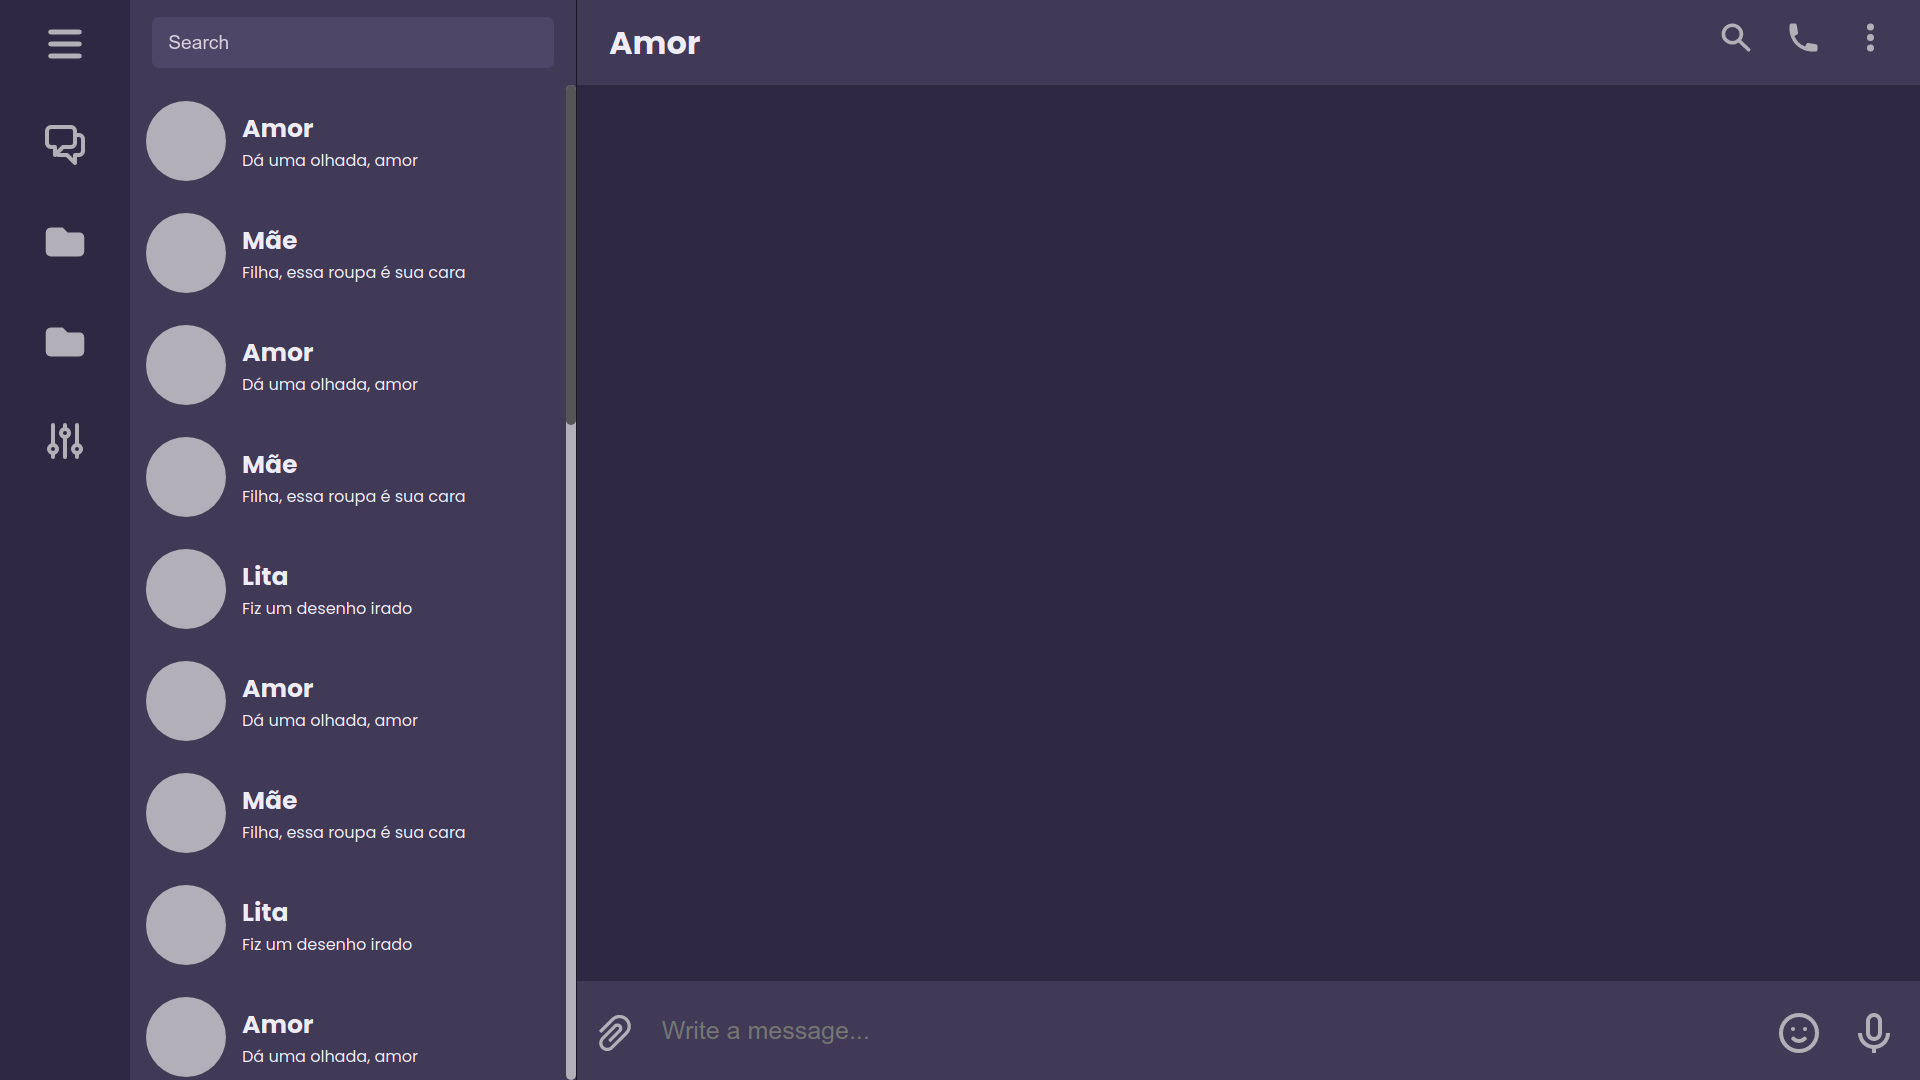 Search
Amor
Dá uma olhada, amor
Mãe
Filha, essa roupa é sua cara
Amor
Dá uma olhada, amor
Mãe
Filha, essa roupa é sua cara
Lita
Fiz um desenho irado
Amor
Dá uma olhada, amor
Mãe
Filha, essa roupa é sua cara
Lita
Fiz um desenho irado
Amor
Dá uma olhada, amor
Amor
Write a message...